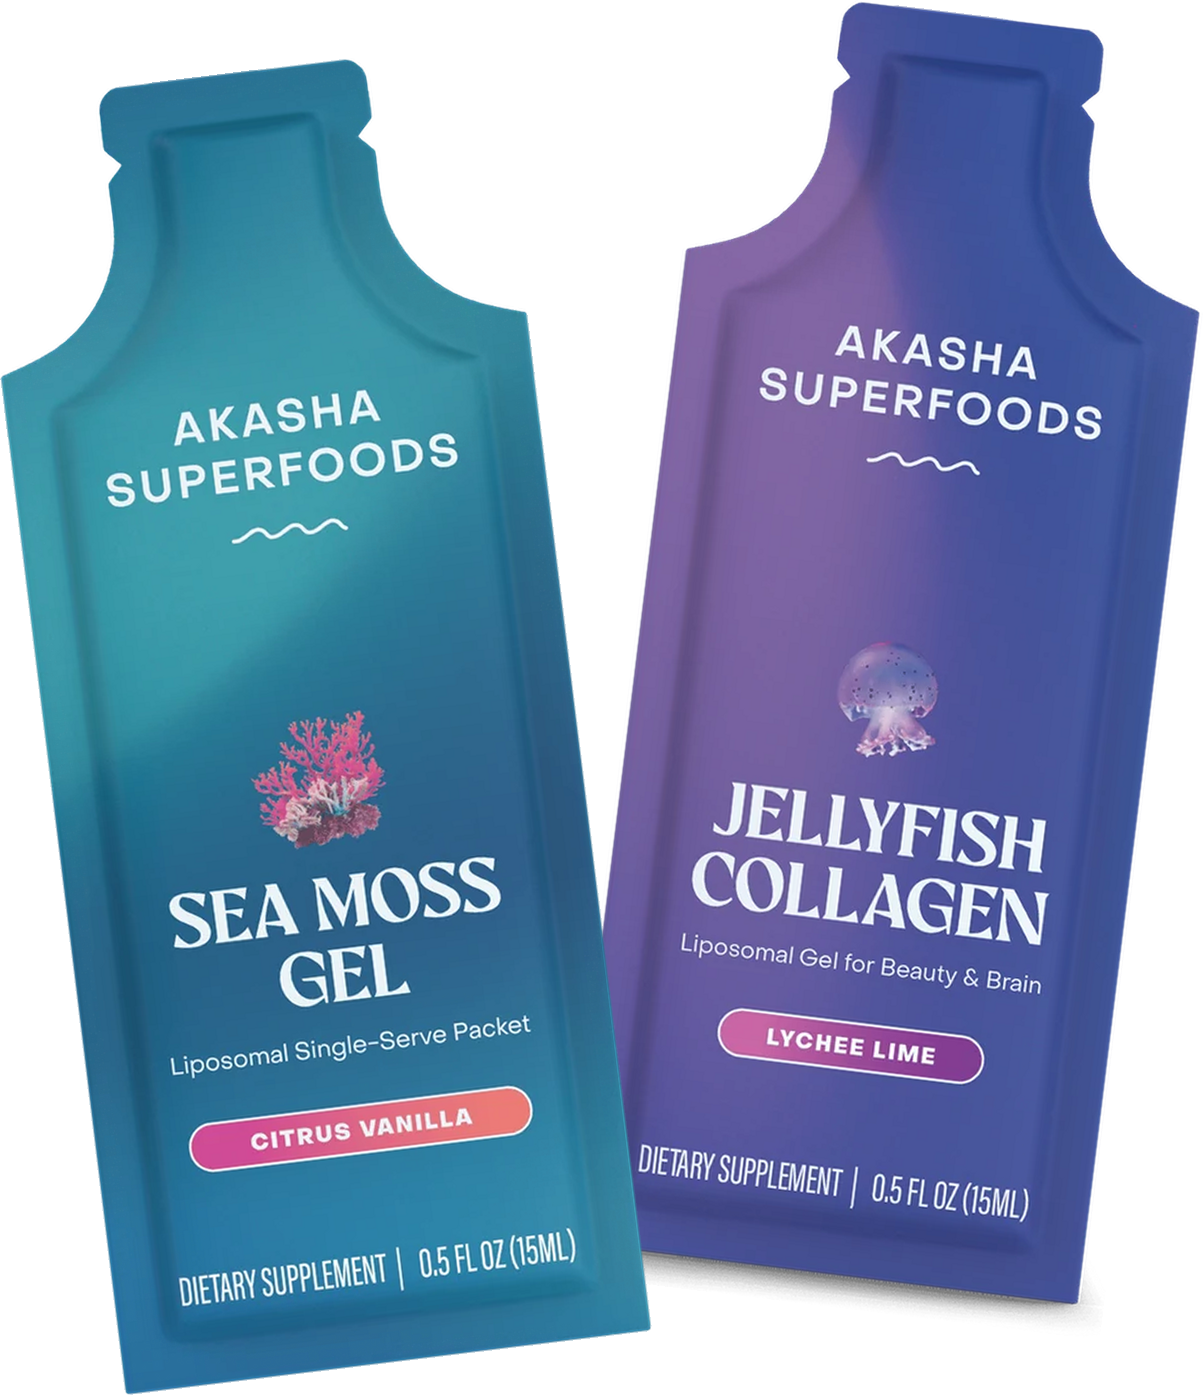 AKASHA
SUPERFOODS
SEA MOSS
GEL
Liposomal Single-Serve Packet
CITRUS VANILLA
DIETARY SUPPLEMENT | 0.5 FL OZ (15ML)
AKASHA
SUPERFOODS
JELLYFISH
COLLAGEN
Liposomal Gel for Beauty & Brain
LYCHEE LIME
DIETARY SUPPLEMENT | 0.5 FL OZ (15ML)